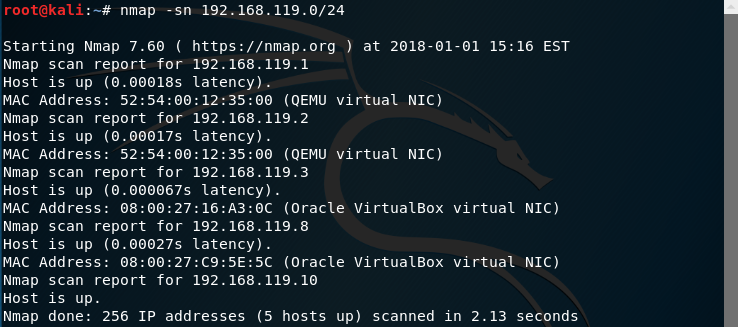 root@kali:~# nmap -sn 192.168.119.0/24
Starting Nmap 7.60 ( https://nmap.org ) at 2018-01-01 15:16 EST
Nmap scan report for 192.168.119.1
Host is up (0.00018s latency).
MAC Address: 52:54:00:12:35:00 (QEMU virtual NIC)
Nmap scan report for 192.168.119.2
Host is up (0.00017s latency).
MAC Address: 52:54:00:12:35:00 (QEMU virtual NIC)
Nmap scan report for 192.168.119.3
Host is up (0.000067s latency).
MAC Address: 08:00:27:16:A3:0C (Oracle VirtualBox virtual NIC)
Nmap scan report for 192.168.119.8
Host is up (0.00027s latency).
MAC Address: 08:00:27:C9:5E:5C (Oracle VirtualBox virtual NIC)
Nmap scan report for 192.168.119.10
Host is up.
Nmap done: 256 IP addresses (5 hosts up) scanned in 2.13 seconds